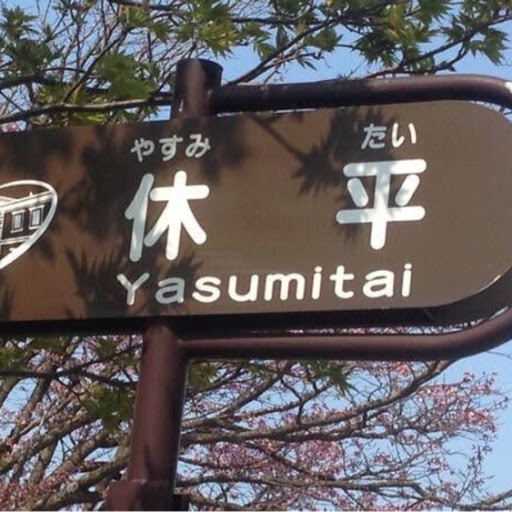 やすみ たい
休 平
Yasumitai